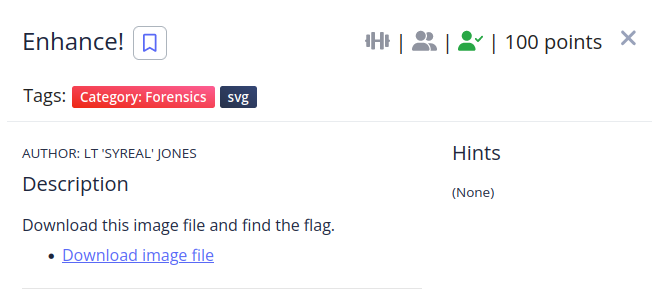 Enhance! | | | 100 points
Tags: Category: Forensics svg
AUTHOR: LT 'SYREAL' JONES
Description
Download this image file and find the flag.
• Download image file
Hints
(None)